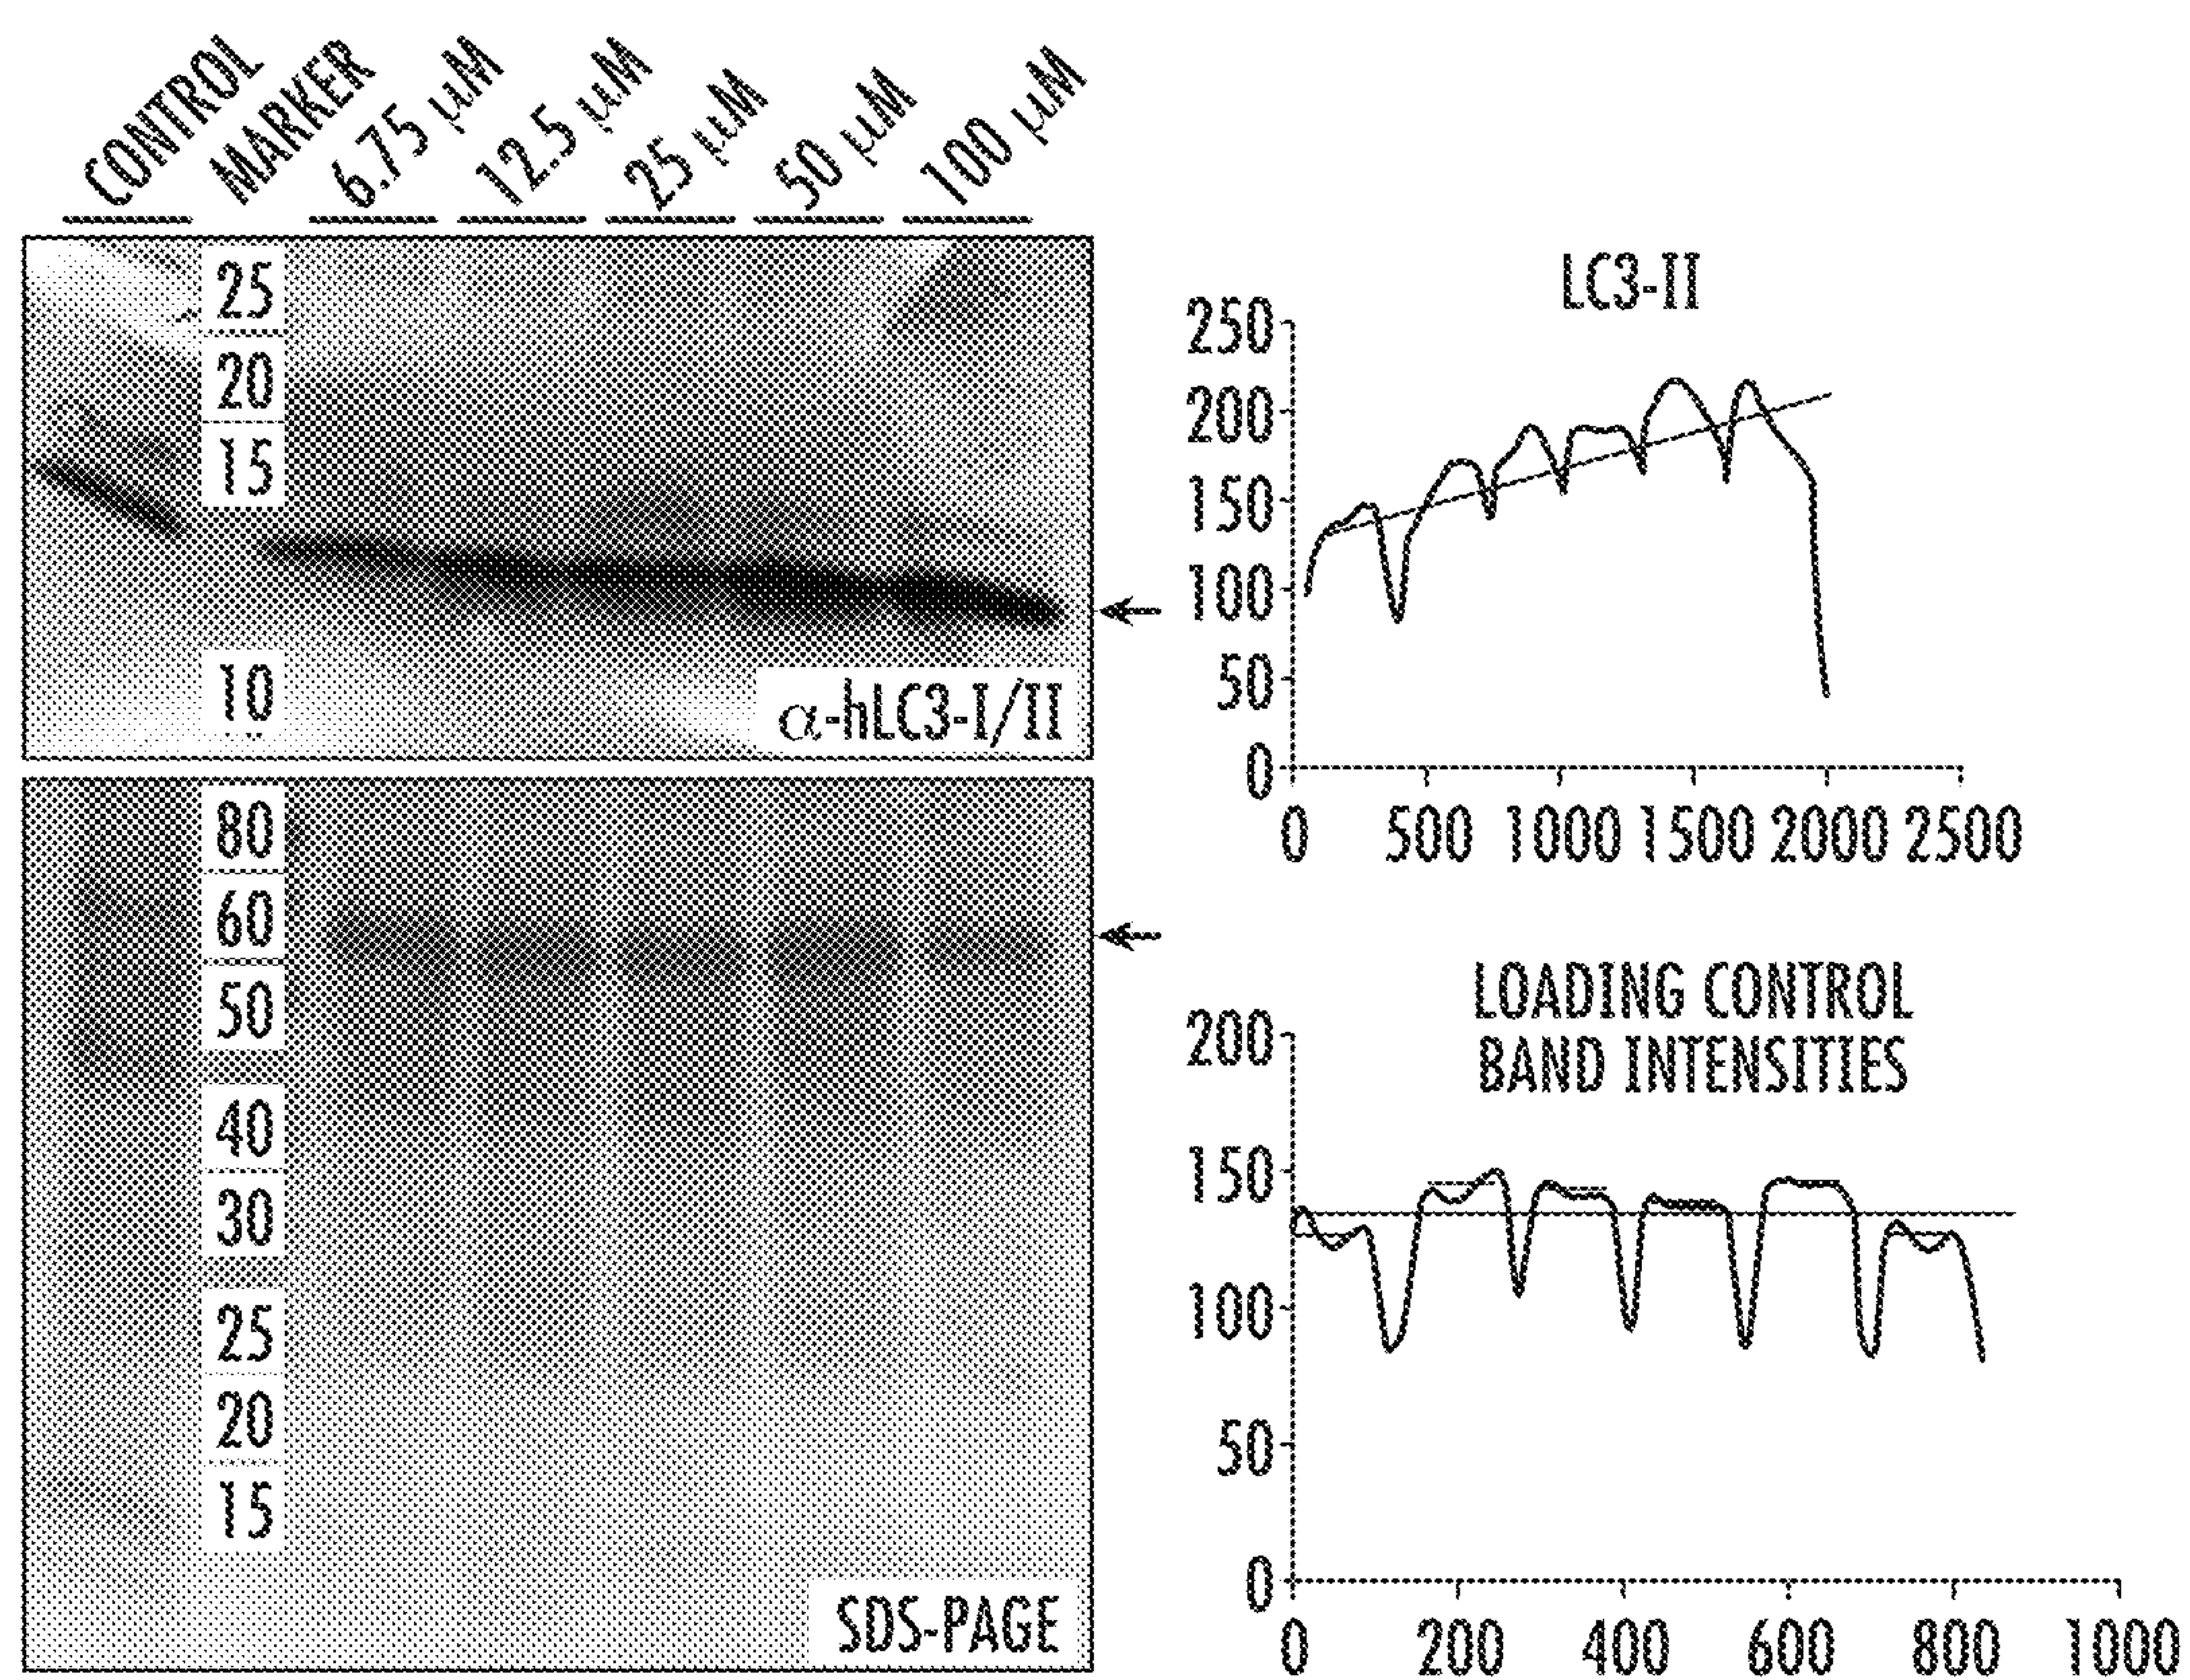 CONTROL
MARKER
6.75 µM
12.5 µM
25 µM
50 µM
100 µM
25
20
15
10
α-hLC3-I/II
80
60
50
40
30
25
20
15
SDS-PAGE
LC3-II
250
200
150
100
50
0
0 500 1000 1500 2000 2500
LOADING CONTROL
BAND INTENSITIES
200
150
100
50
0
0 200 400 600 800 1000